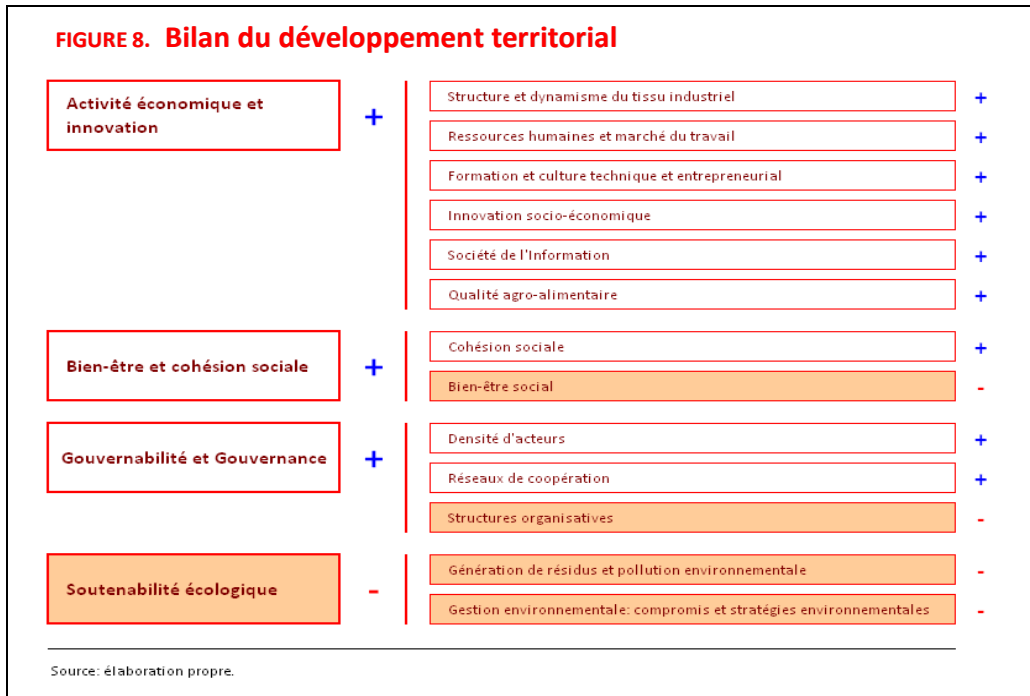 FIGURE 8. Bilan du développement territorial
Activité économique et
innovation
+
Structure et dynamisme du tissu industriel
+
Ressources humaines et marché du travail
+
Formation et culture technique et entrepreneurial
+
Innovation socio-économique
+
Société de l'Information
+
Qualité agro-alimentaire
+
Bien-être et cohésion sociale
+
Cohésion sociale
+
Bien-être social
-
Gouvernabilité et Gouvernance
+
Densité d'acteurs
+
Réseaux de coopération
+
Structures organisatives
-
Soutenabilité écologique
-
Génération de résidus et pollution environnementale
-
Gestion environnementale: compromis et stratégies environnementales
-
Source: élaboration propre.